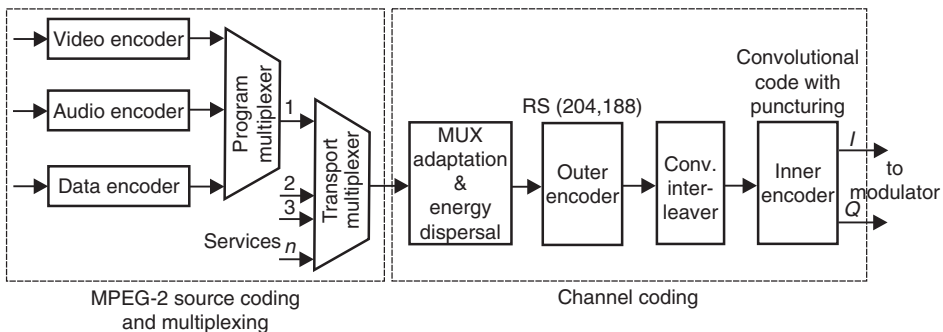 Video encoder
Audio encoder
Data encoder
Program
multiplexer
1
2
3
Services n
Transport
multiplexer
MUX
adaptation
&
energy
dispersal
RS (204,188)
Outer
encoder
Conv.
inter-
leaver
Convolutional
code with
puncturing
Inner
encoder
I
to
modulator
Q
MPEG-2 source coding
and multiplexing
Channel coding